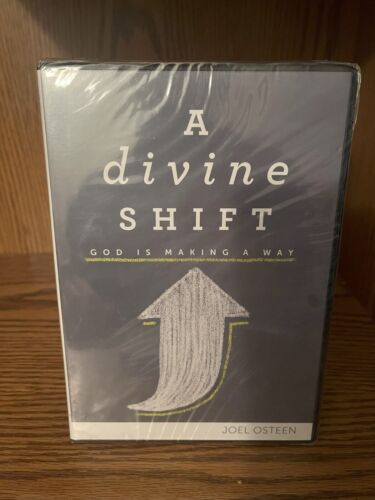 A
divine
SHIFT
GOD IS MAKING A WAY
JOEL OSTEEN